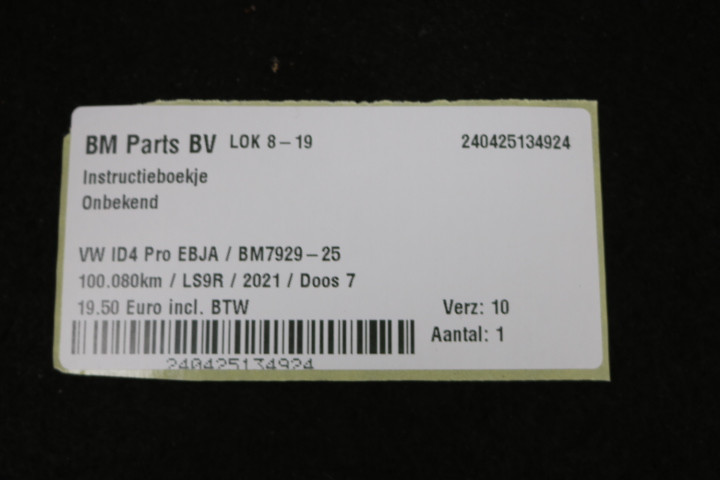 BM Parts BV LOK 8-19 240425134924
Instructieboekje
Onbekend
VW ID4 Pro EBJA / BM7929-25
100.080km / LS9R / 2021 / Doos 7
19.50 Euro incl. BTW Verz: 10
Aantal: 1
240425134924